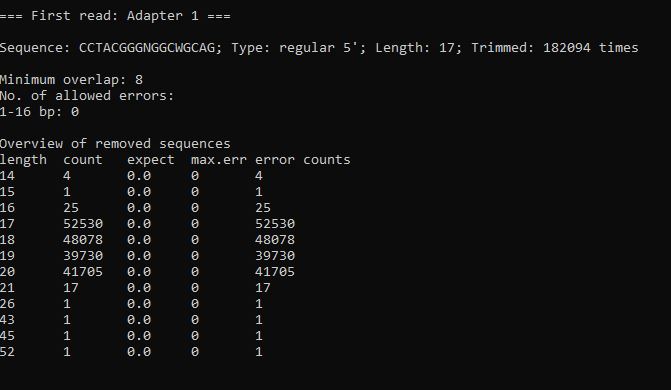 === First read: Adapter 1 ===
Sequence: CCTACGGGNGGCWGCAG; Type: regular 5'; Length: 17; Trimmed: 182094 times
Minimum overlap: 8
No. of allowed errors:
1-16 bp: 0
Overview of removed sequences
length count expect max.err error counts
14 4 0.0 0 4
15 1 0.0 0 1
16 25 0.0 0 25
17 52530 0.0 0 52530
18 48078 0.0 0 48078
19 39730 0.0 0 39730
20 41705 0.0 0 41705
21 17 0.0 0 17
26 1 0.0 0 1
43 1 0.0 0 1
45 1 0.0 0 1
52 1 0.0 0 1